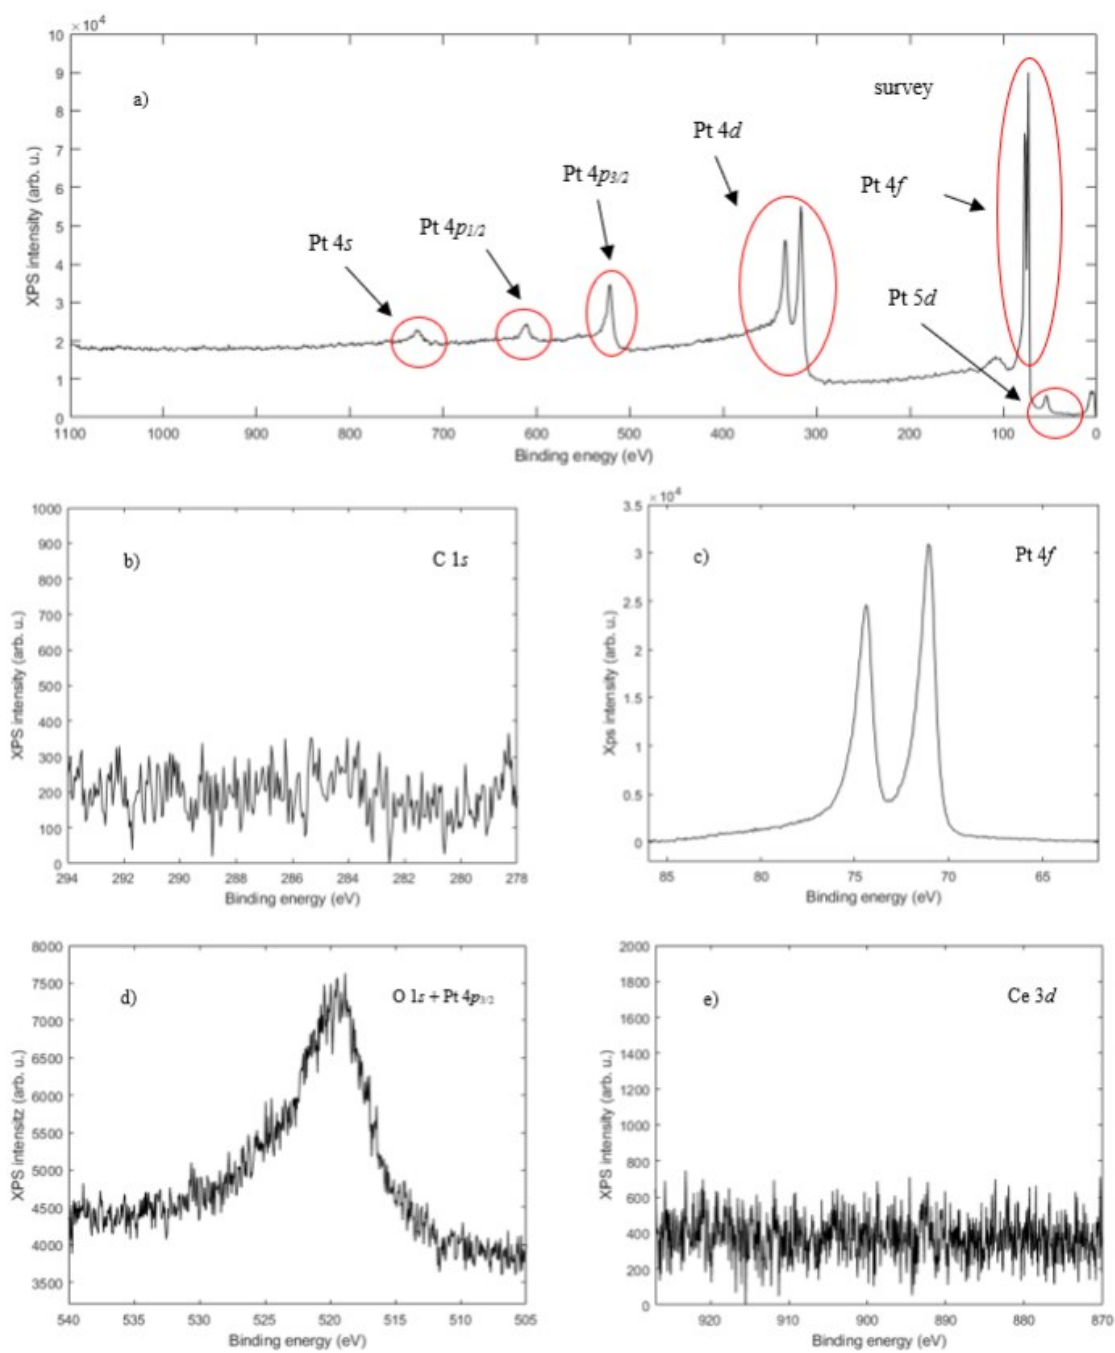 ×10⁴
10
9
8
7
6
5
4
3
2
1
0
XPS intensity (arb. u.)
a)
survey
Pt 4d
Pt 4p3/2
Pt 4f
Pt 4p1/2
Pt 4s
Pt 5d
1100 1000 900 800 700 600 500 400 300 200 100 0
Binding enegy (eV)
1000
900
800
700
600
500
400
300
200
100
0
XPS intensity (arb. u.)
b)
C 1s
294 292 290 288 286 284 282 280 278
Binding energy (eV)
×10⁴
3.5
3
2.5
2
1.5
1
0.5
0
Xps intensity (arb. u.)
c)
Pt 4f
85 80 75 70 65
Binding energy (eV)
8000
7500
7000
6500
6000
5500
5000
4500
4000
3500
XPS intensitz (arb. u.)
d)
O 1s + Pt 4p3/2
540 535 530 525 520 515 510 505
Binding energy (eV)
2000
1800
1600
1400
1200
1000
800
600
400
200
0
XPS intensity (arb. u.)
e)
Ce 3d
920 910 900 890 880 870
Binding energy (eV)